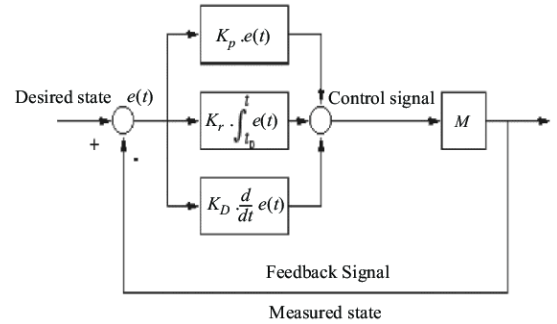 K_p .e(t)
Desired state
e(t)
K_r . ∫_{t_0}^{t} e(t)
Control signal
M
+
-
K_D . d/dt e(t)
Feedback Signal
Measured state